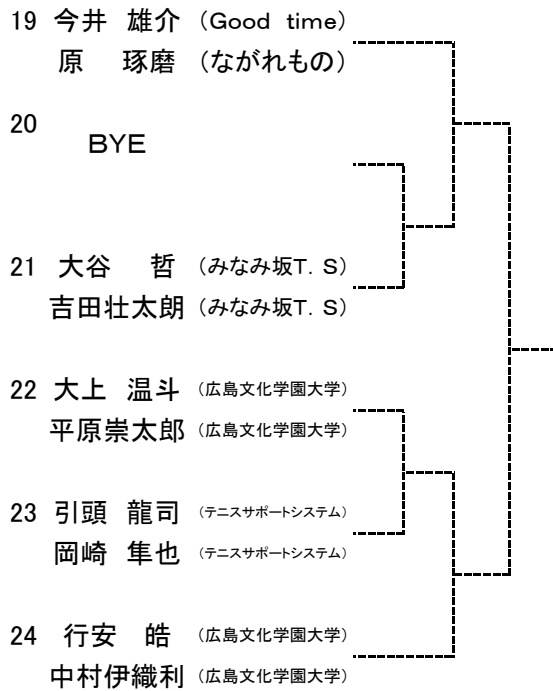 19 今井 雄介 (Good time)
原 琢磨 (ながれもの)
20
BYE
21 大谷 哲 (みなみ坂T. S)
吉田壮太朗 (みなみ坂T. S)
22 大上 温斗 (広島文化学園大学)
平原崇太郎 (広島文化学園大学)
23 引頭 龍司 (テニスサポートシステム)
岡崎 隼也 (テニスサポートシステム)
24 行安 皓 (広島文化学園大学)
中村伊織利 (広島文化学園大学)